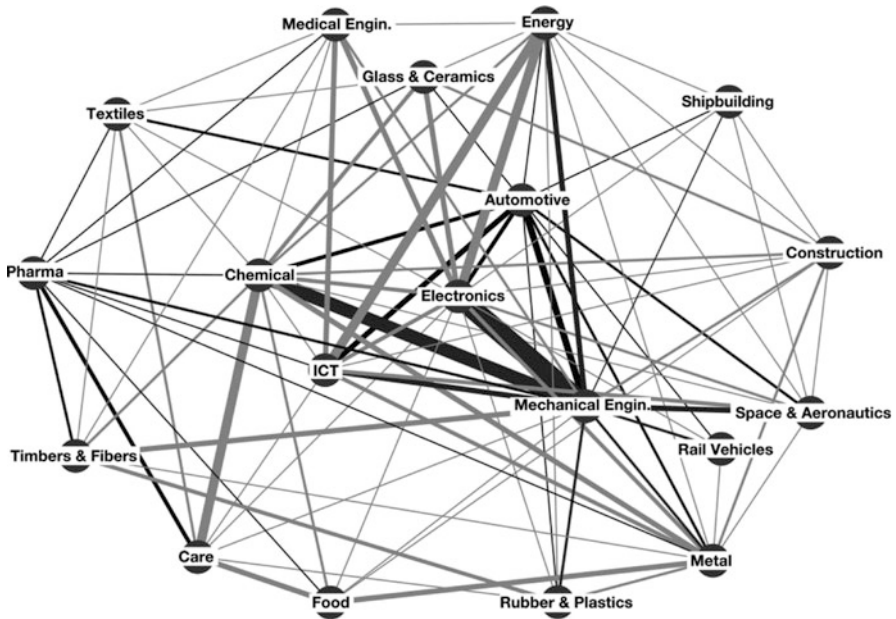 Medical Engin.
Energy
Glass & Ceramics
Shipbuilding
Textiles
Automotive
Construction
Pharma
Chemical
Electronics
ICT
Mechanical Engin.
Space & Aeronautics
Rail Vehicles
Timbers & Fibers
Care
Metal
Food
Rubber & Plastics